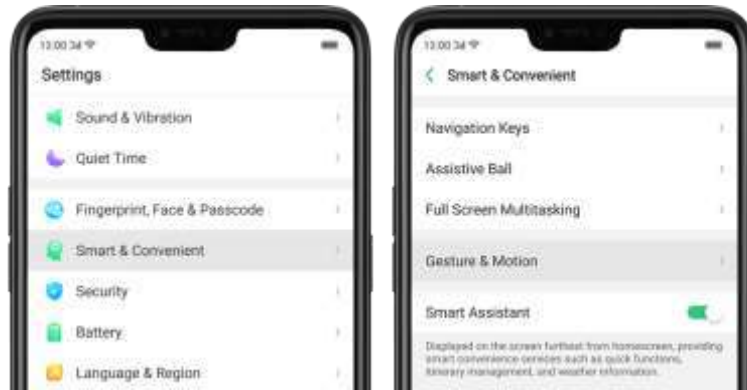 13:00
Settings
Sound & Vibration
Quiet Time
Fingerprint, Face & Passcode
Smart & Convenient
Security
Battery
Language & Region
13:00
Smart & Convenient
Navigation Keys
Assistive Ball
Full Screen Multitasking
Gesture & Motion
Smart Assistant
Displayed on the screen furthest from homescreen, providing
smart convenience services such as quick functions,
itinerary management, and weather information.